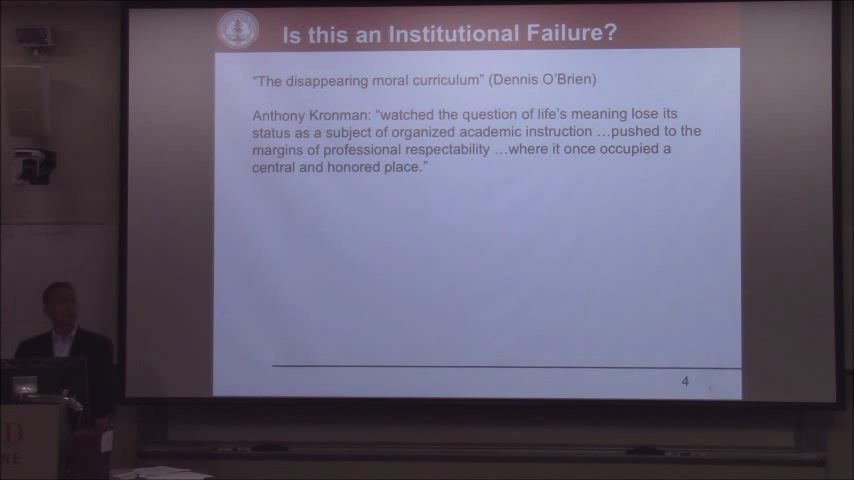 Is this an Institutional Failure?
“The disappearing moral curriculum” (Dennis O’Brien)
Anthony Kronman: “watched the question of life’s meaning lose its
status as a subject of organized academic instruction …pushed to the
margins of professional respectability …where it once occupied a
central and honored place.”
4